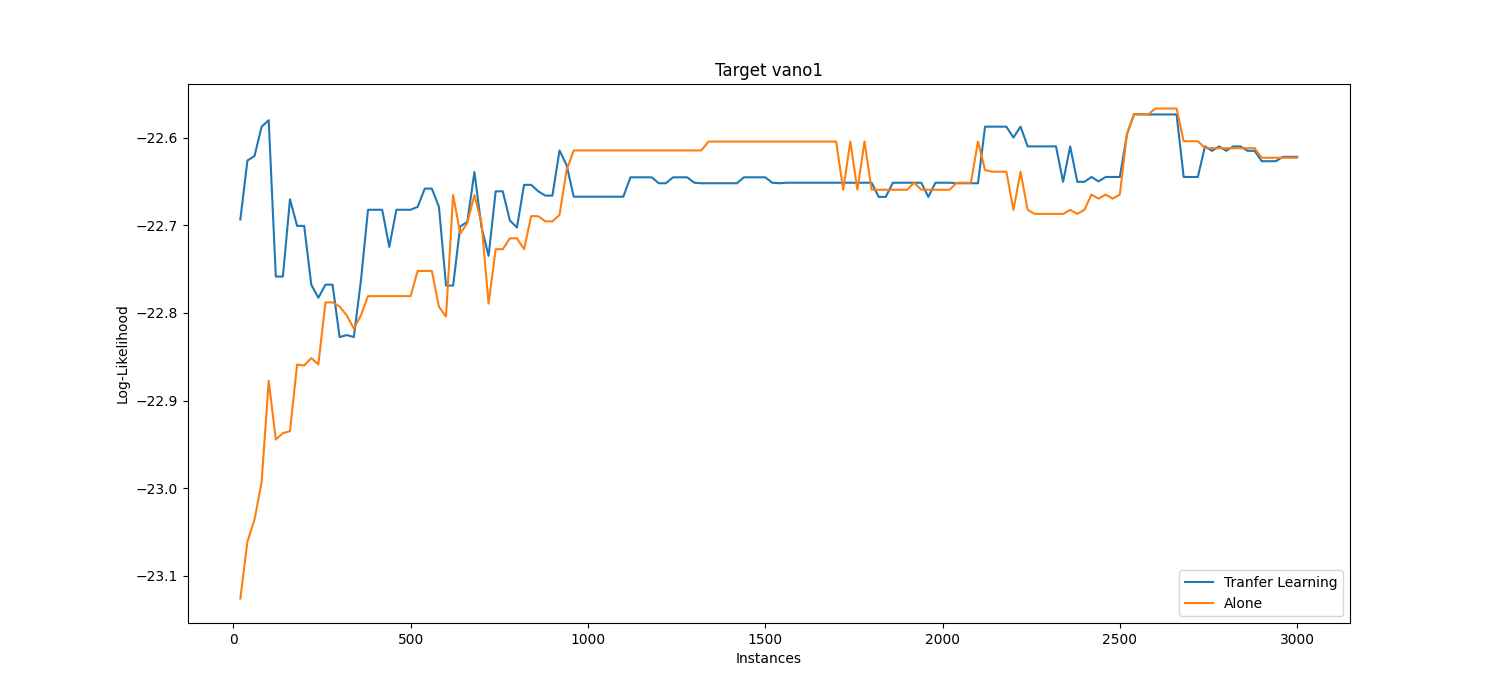 Target vano1
Log-Likelihood
−22.6
−22.7
−22.8
−22.9
−23.0
−23.1
0
500
1000
1500
2000
2500
3000
Instances
Tranfer Learning
Alone